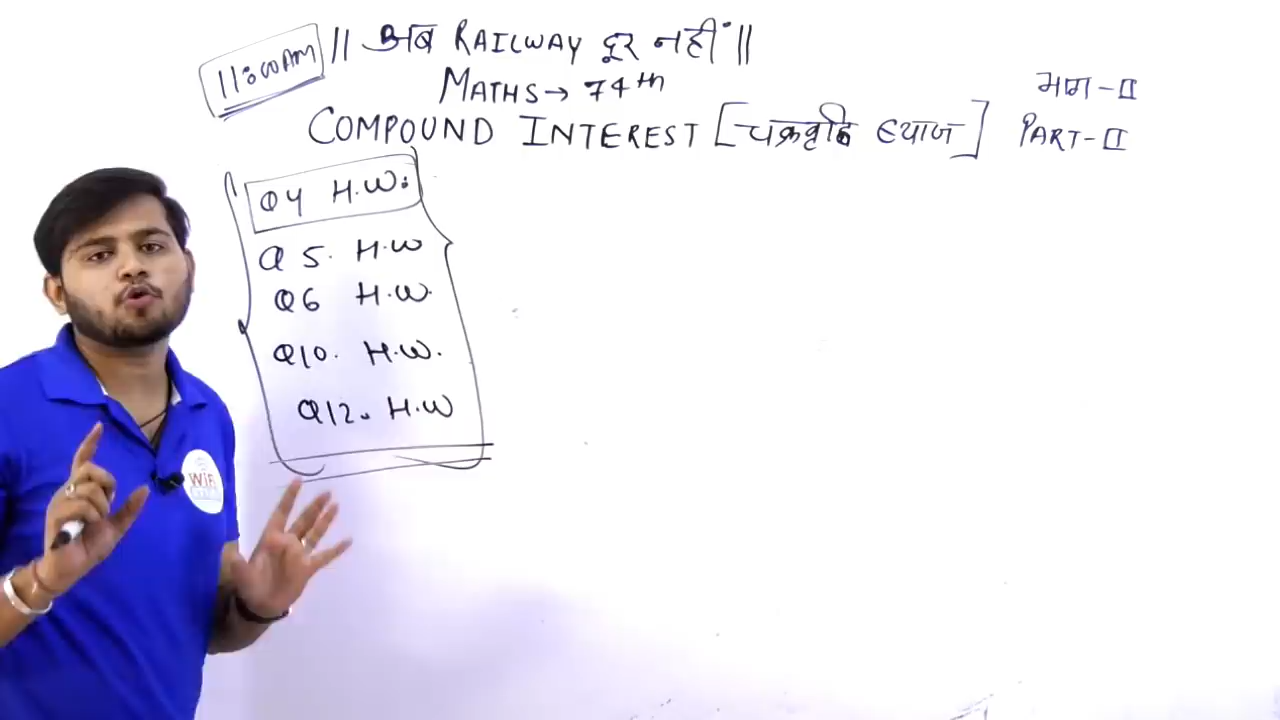 11:00AM || अब RAILWAY दूर नहीं ||
MATHS→ 74th
भाग-II
COMPOUND INTEREST [चक्रवृद्धि ब्याज] PART-II
Q4 H.W.
Q5. H.W
Q6 H.W.
Q10. H.W.
Q12. H.W
WiFi